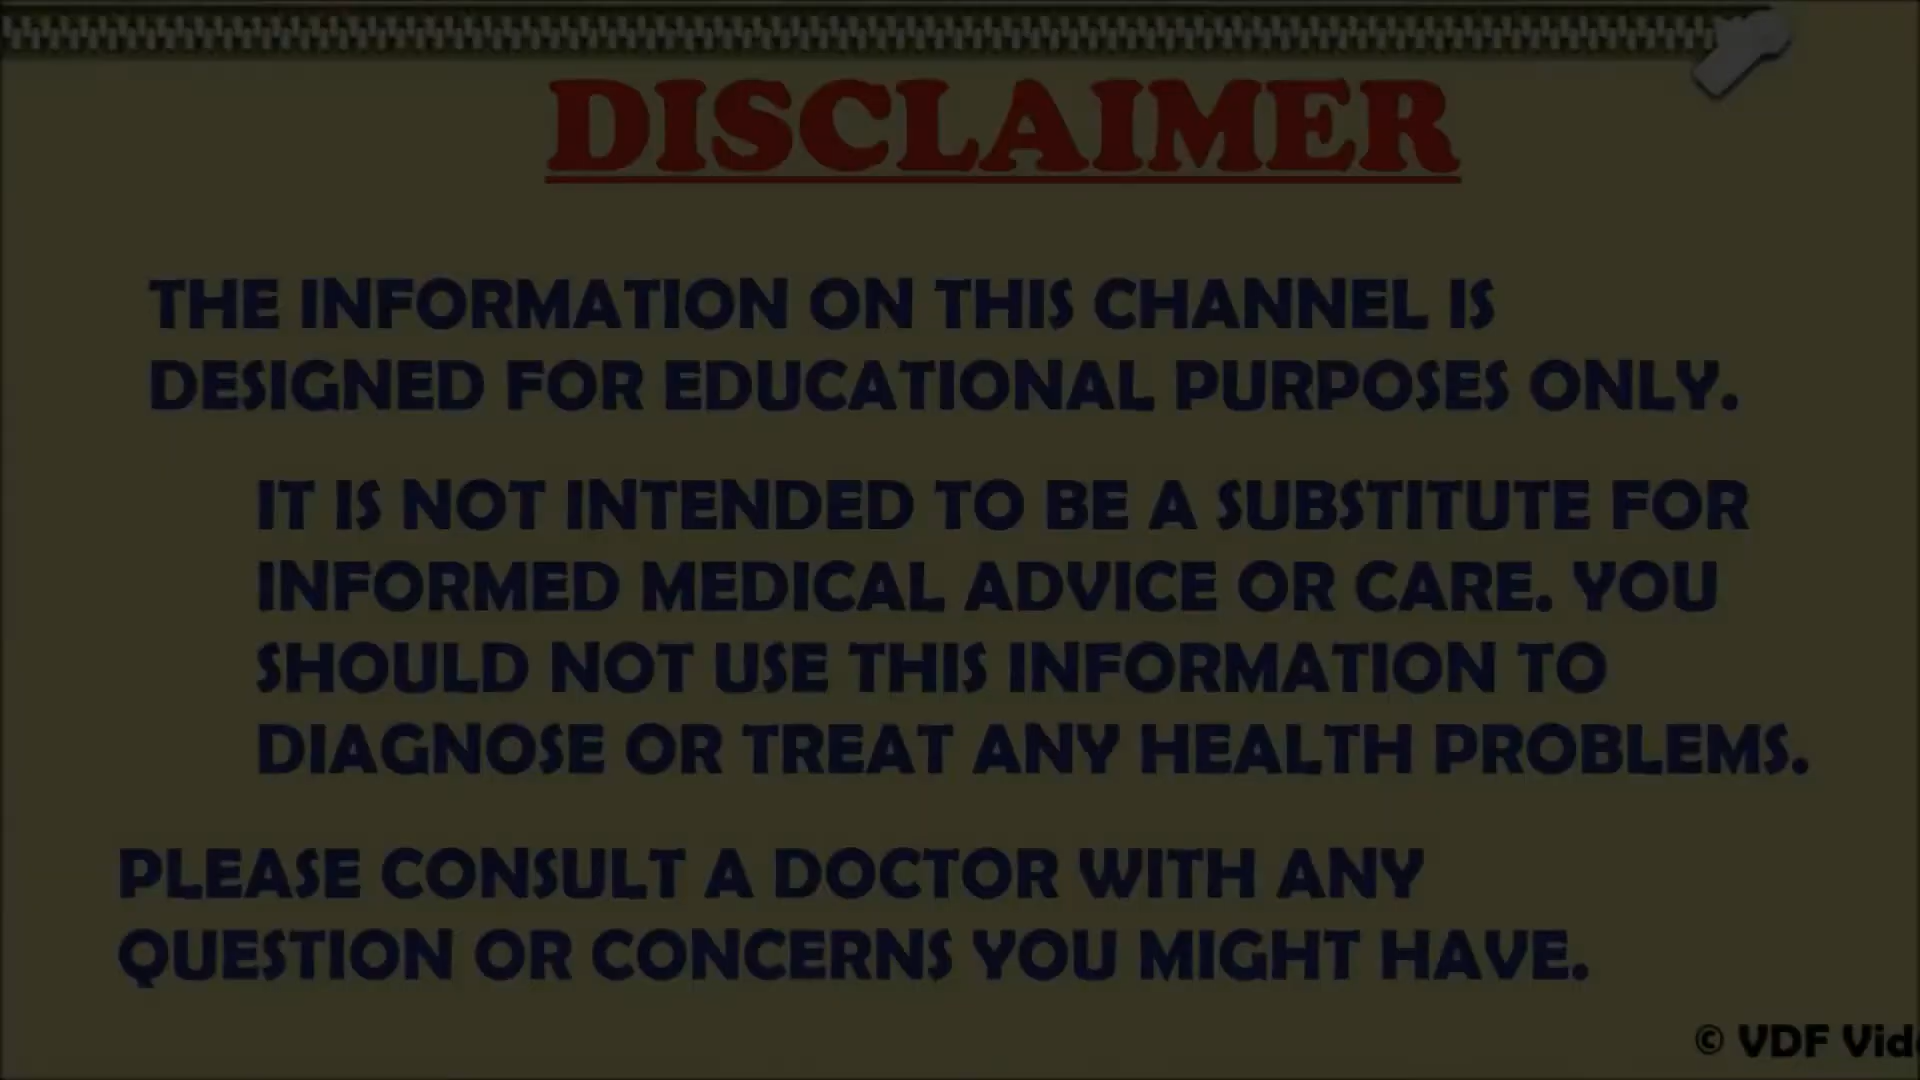 DISCLAIMER
THE INFORMATION ON THIS CHANNEL IS
DESIGNED FOR EDUCATIONAL PURPOSES ONLY.
IT IS NOT INTENDED TO BE A SUBSTITUTE FOR
INFORMED MEDICAL ADVICE OR CARE. YOU
SHOULD NOT USE THIS INFORMATION TO
DIAGNOSE OR TREAT ANY HEALTH PROBLEMS.
PLEASE CONSULT A DOCTOR WITH ANY
QUESTION OR CONCERNS YOU MIGHT HAVE.
© VDF